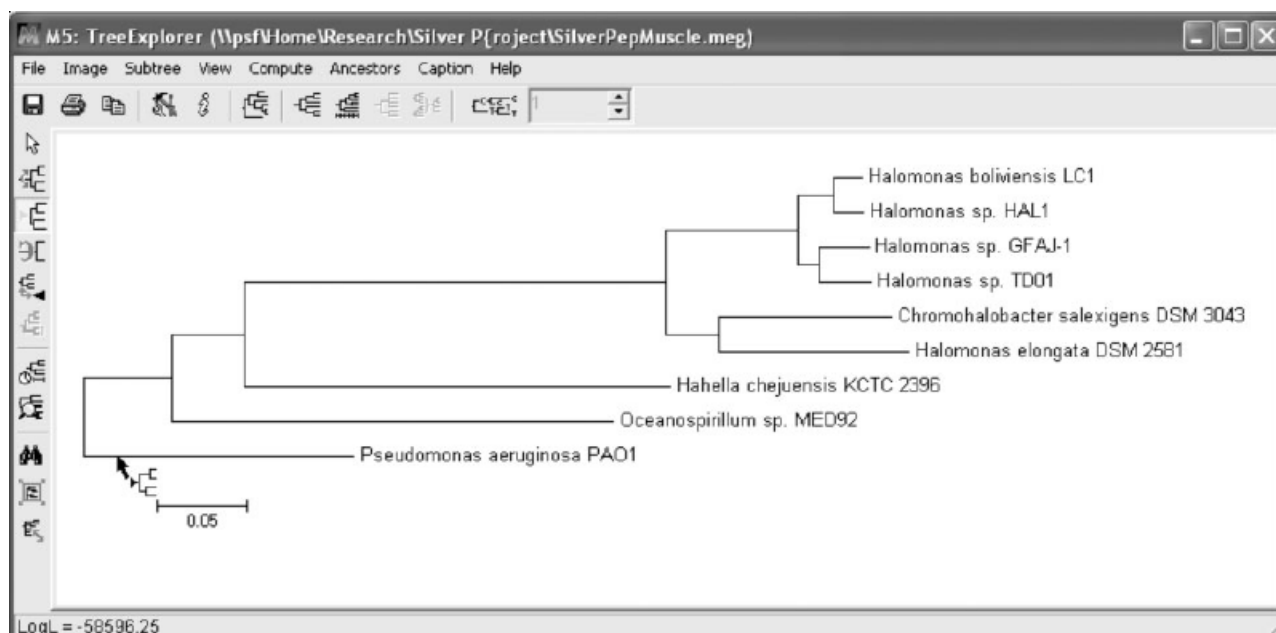 M5: TreeExplorer (\\psf\Home\Research\Silver P{roject\SilverPepMuscle.meg)
File Image Subtree View Compute Ancestors Caption Help
1
Halomonas boliviensis LC1
Halomonas sp. HAL1
Halomonas sp. GFAJ-1
Halomonas sp. TD01
Chromohalobacter salexigens DSM 3043
Halomonas elongata DSM 2581
Hahella chejuensis KCTC 2396
Oceanospirillum sp. MED92
Pseudomonas aeruginosa PAO1
0.05
LogL = -58596.25